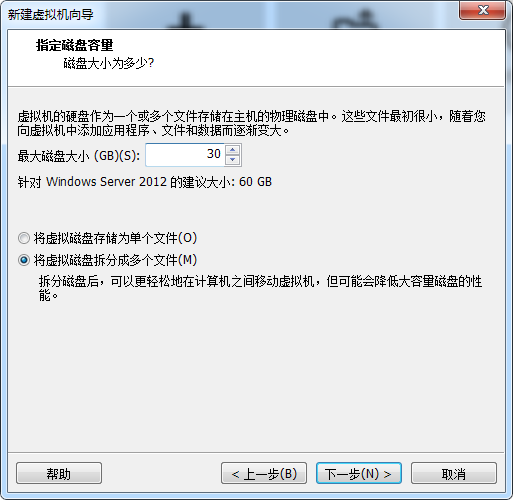 新建虚拟机向导
指定磁盘容量
磁盘大小为多少?
虚拟机的硬盘作为一个或多个文件存储在主机的物理磁盘中。这些文件最初很小，随着您
向虚拟机中添加应用程序、文件和数据而逐渐变大。
最大磁盘大小 (GB)(S): 30
针对 Windows Server 2012 的建议大小: 60 GB
将虚拟磁盘存储为单个文件(O)
将虚拟磁盘拆分成多个文件(M)
拆分磁盘后，可以更轻松地在计算机之间移动虚拟机，但可能会降低大容量磁盘的性
能。
帮助 < 上一步(B) 下一步(N) > 取消